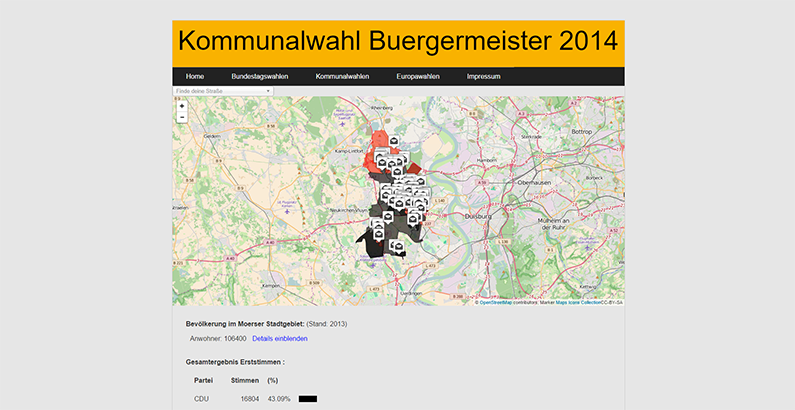 Kommunalwahl Buergermeister 2014
Home Bundestagswahlen Kommunalwahlen Europawahlen Impressum
Finde deine Straße
+
−
Rheinberg
Bottrop
Kamp-Lintfort
Oberhausen
Neukirchen-Vluyn
Duisburg
Mülheim an
der Ruhr
Kempen
Kettwig
© OpenStreetMap contributors, Marker Maps Icons CollectionCC-BY-SA
Bevölkerung im Moerser Stadtgebiet: (Stand: 2013)
Anwohner: 106400 Details einblenden
Gesamtergebnis Erststimmen :
Partei Stimmen (%)
CDU 16804 43.09%